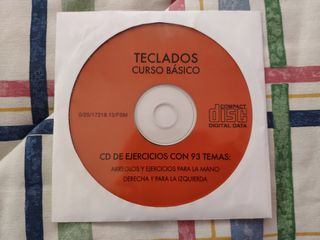 TECLADOS
CURSO BÁSICO
COMPACT
disc
DIGITAL DATA
CD DE EJERCICIOS CON 93 TEMAS:
ARREGLOS Y EJERCICIOS PARA LA MANO
DERECHA Y PARA LA IZQUIERDA